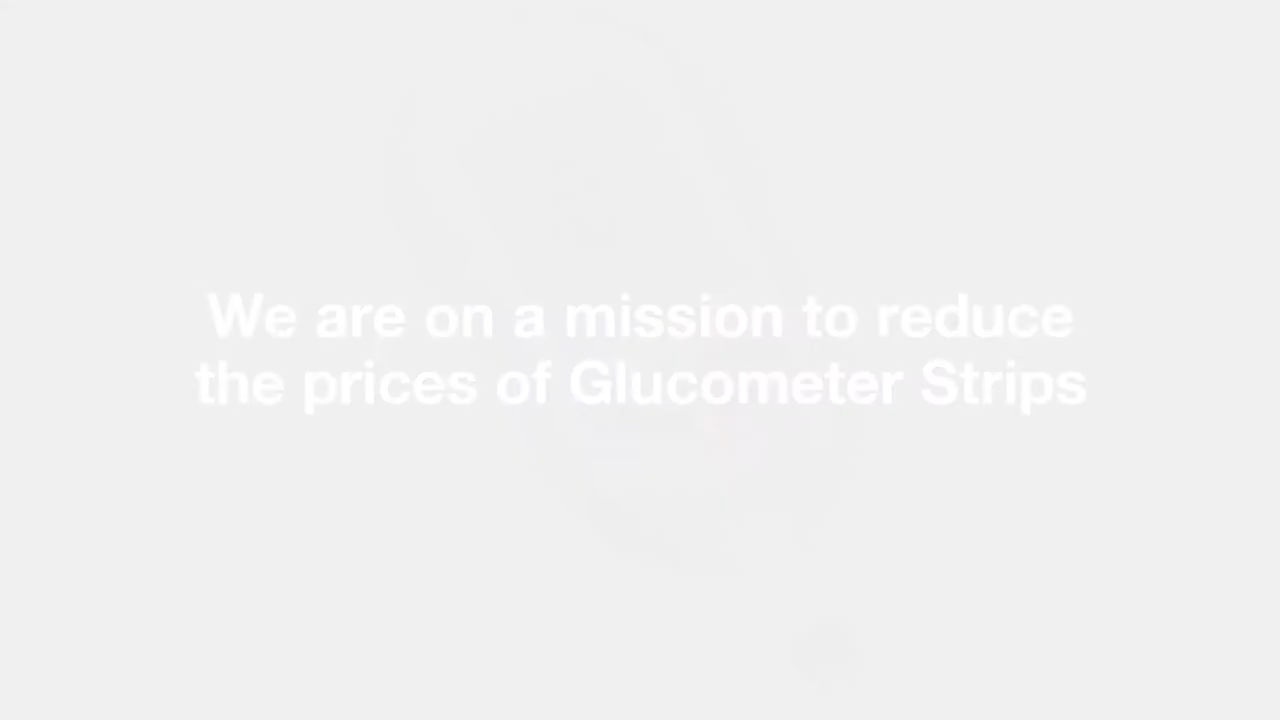 We are on a mission to reduce
the prices of Glucometer Strips